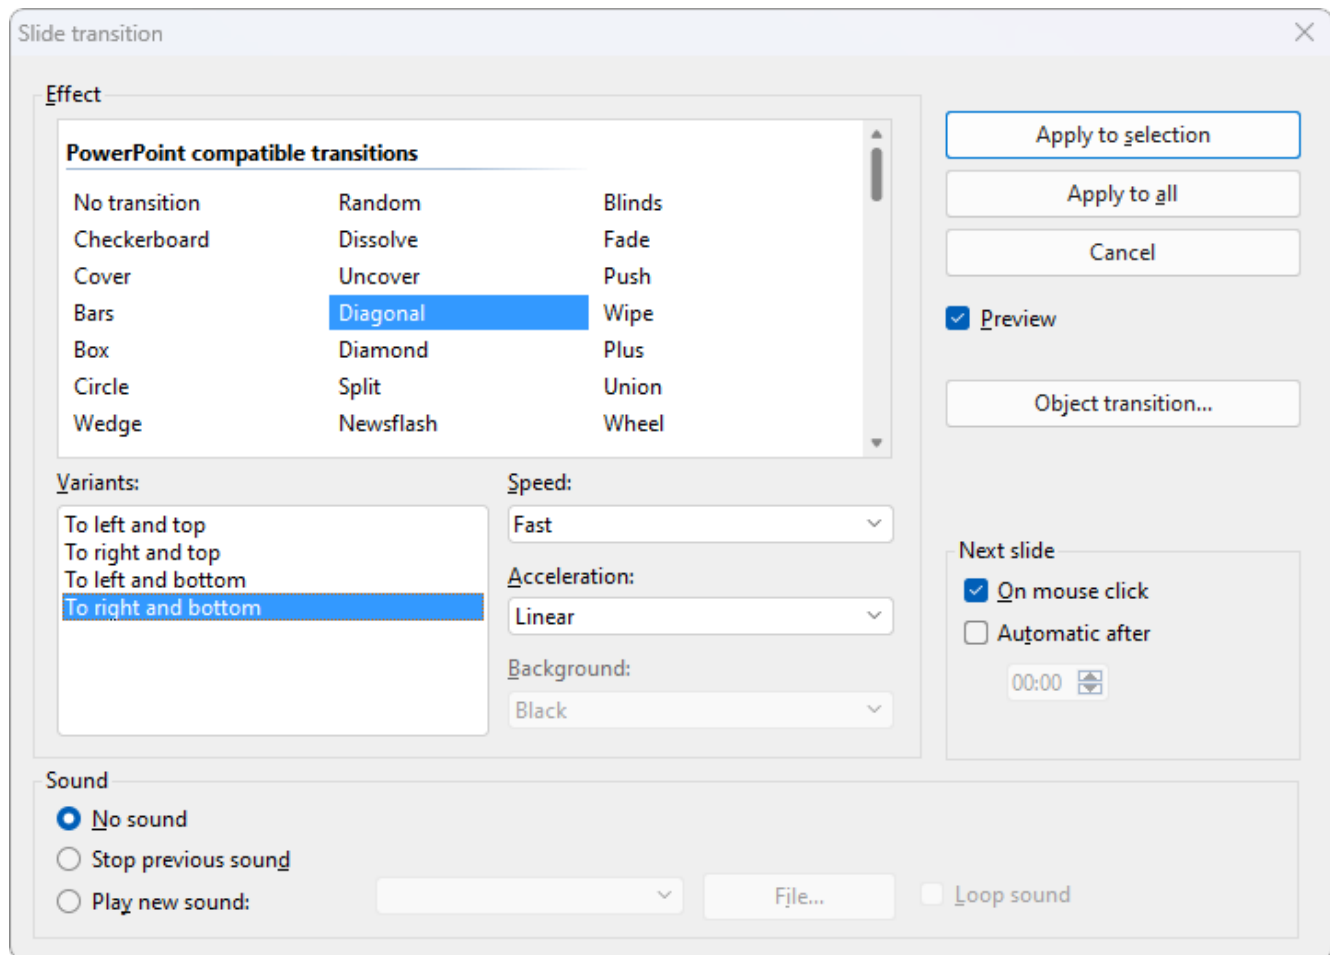 Slide transition
Effect
PowerPoint compatible transitions
No transition Random Blinds
Checkerboard Dissolve Fade
Cover Uncover Push
Bars Diagonal Wipe
Box Diamond Plus
Circle Split Union
Wedge Newsflash Wheel
Apply to selection
Apply to all
Cancel
Preview
Object transition...
Variants:
To left and top
To right and top
To left and bottom
To right and bottom
Speed:
Fast
Acceleration:
Linear
Background:
Black
Next slide
On mouse click
Automatic after
00:00
Sound
No sound
Stop previous sound
Play new sound:
File...
Loop sound